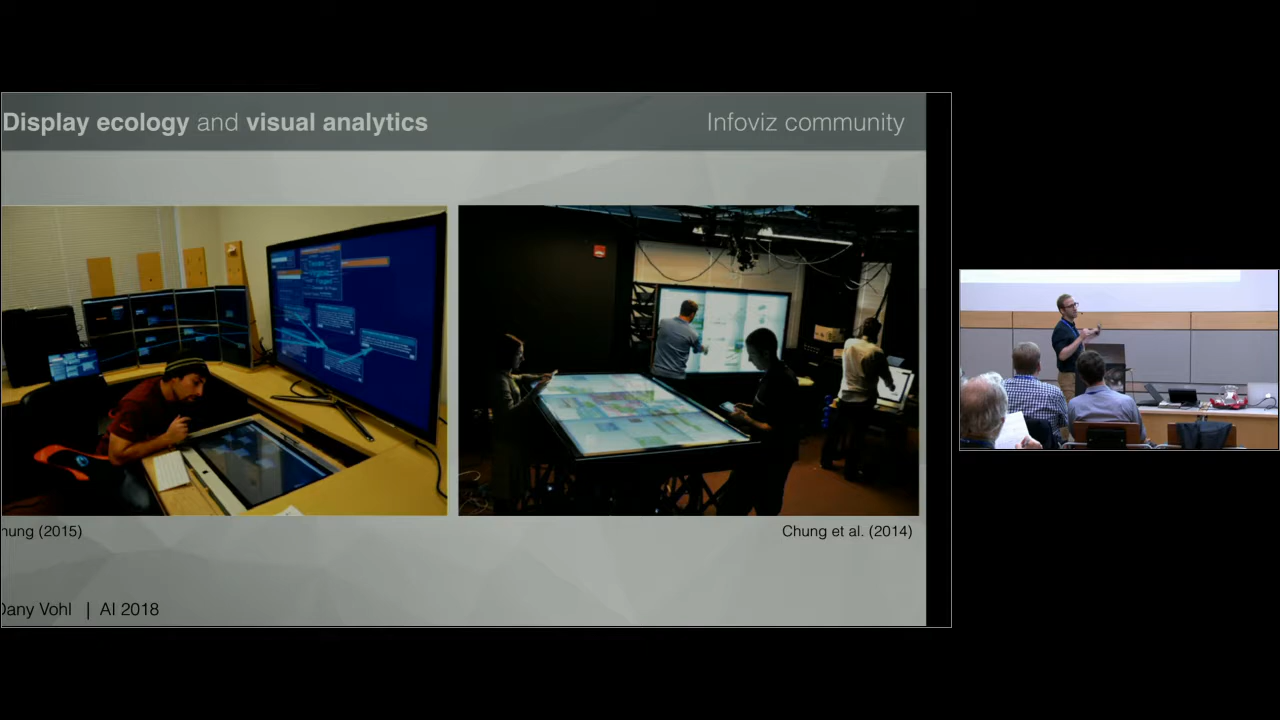 Display ecology and visual analytics
Infoviz community
hung (2015)
Chung et al. (2014)
Dany Vohl | AI 2018